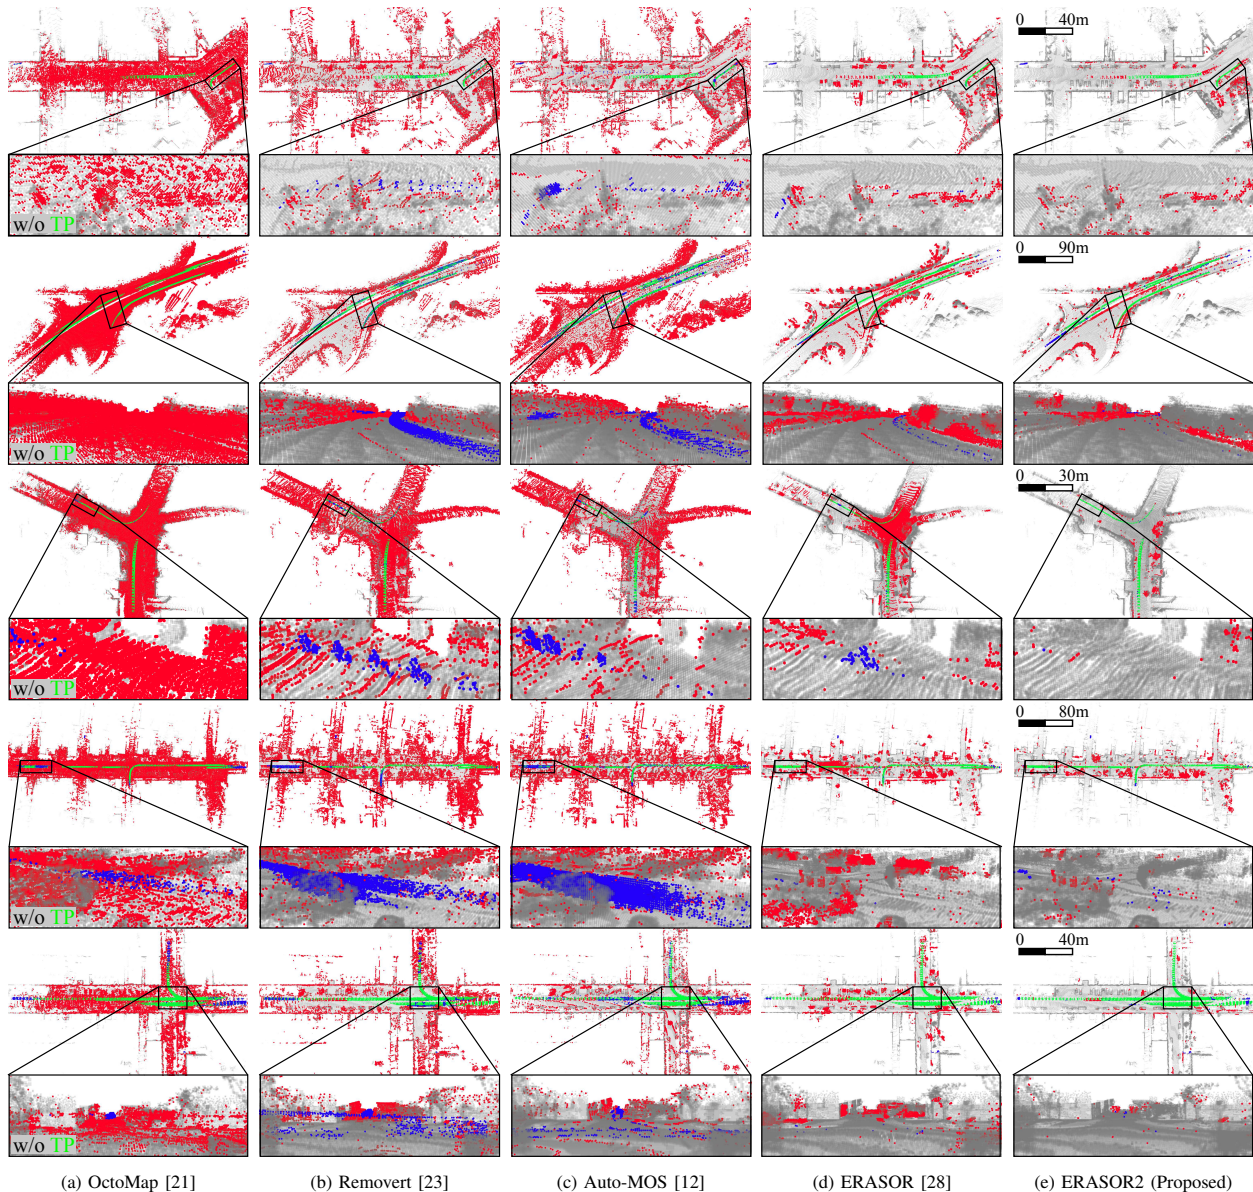 0 40m
w/o TP
0 90m
w/o TP
0 30m
w/o TP
0 80m
w/o TP
0 40m
w/o TP
(a) OctoMap [21] (b) Removert [23] (c) Auto-MOS [12] (d) ERASOR [28] (e) ERASOR2 (Proposed)